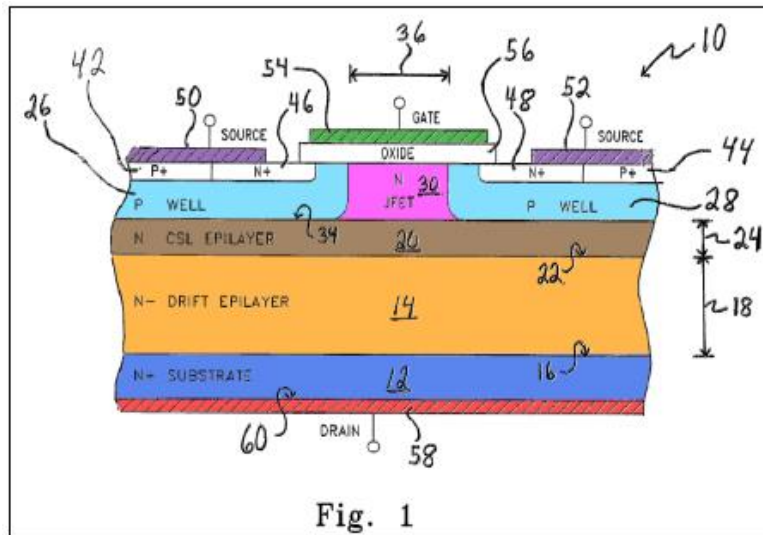 36
10
42
54
56
50
46
48
52
26
GATE
SOURCE
SOURCE
44
OXIDE
P+
N+
N 30
N+
P+
JFET
P WELL
P WELL
28
34
24
N CSL EPILAYER
20
22
N- DRIFT EPILAYER
14
18
16
N+ SUBSTRATE
12
60
DRAIN
58
Fig. 1